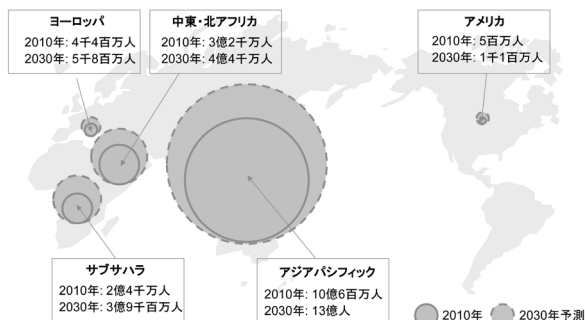 ヨーロッパ
2010年: 4千4百万人
2030年: 5千8百万人
中東・北アフリカ
2010年: 3億2千万人
2030年: 4億4千万人
アメリカ
2010年: 5百万人
2030年: 1千1百万人
サブサハラ
2010年: 2億4千万人
2030年: 3億9千百万人
アジアパシフィック
2010年: 10億6百万人
2030年: 13億人
2010年
2030年予測